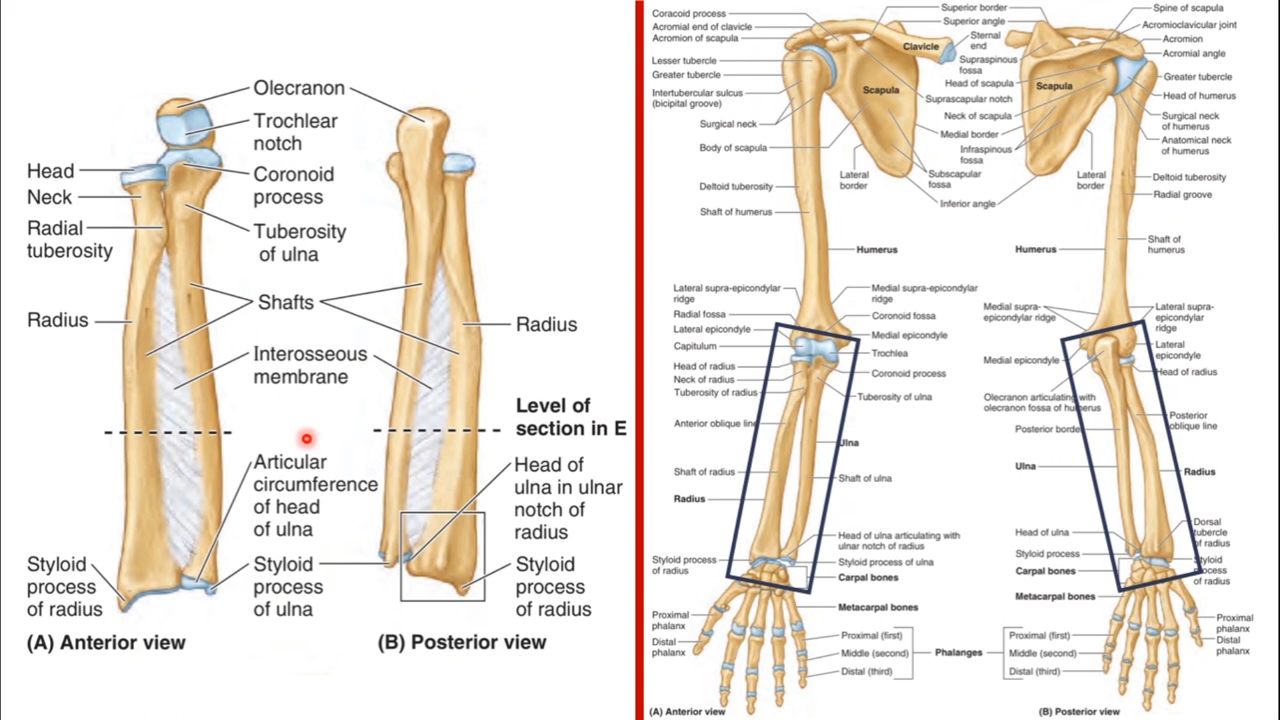 Olecranon
Trochlear
notch
Head
Coronoid
process
Neck
Radial
tuberosity
Tuberosity
of ulna
Shafts
Radius
Radius
Interosseous
membrane
Level of
section in E
Articular
circumference
of head
of ulna
Head of
ulna in ulnar
notch of
radius
Styloid
process
of radius
Styloid
process
of ulna
Styloid
process
of radius
(A) Anterior view
(B) Posterior view
Coracoid process
Acromial end of clavicle
Acromion of scapula
Lesser tubercle
Greater tubercle
Intertubercular sulcus
(bicipital groove)
Surgical neck
Body of scapula
Deltoid tuberosity
Shaft of humerus
Superior border
Superior angle
Sternal
end
Clavicle
Supraspinous
fossa
Head of scapula
Scapula
Suprascapular notch
Neck of scapula
Medial border
Infraspinous
fossa
Lateral
border
Subscapular
fossa
Inferior angle
Scapula
Lateral
border
Spine of scapula
Acromioclavicular joint
Acromion
Acromial angle
Greater tubercle
Head of humerus
Surgical neck
of humerus
Anatomical neck
of humerus
Deltoid tuberosity
Radial groove
Shaft of
humerus
Humerus
Humerus
Lateral supra-epicondylar
ridge
Radial fossa
Lateral epicondyle
Capitulum
Head of radius
Neck of radius
Tuberosity of radius
Anterior oblique line
Shaft of radius
Radius
Styloid process
of radius
Medial supra-epicondylar
ridge
Coronoid fossa
Medial epicondyle
Trochlea
Coronoid process
Tuberosity of ulna
Ulna
Shaft of ulna
Head of ulna articulating with
ulnar notch of radius
Styloid process of ulna
Carpal bones
Metacarpal bones
Proximal
phalanx
Distal
phalanx
Proximal (first)
Middle (second)
Distal (third)
Phalanges
Proximal (first)
Middle (second)
Distal (third)
Medial supra-
epicondylar ridge
Medial epicondyle
Olecranon articulating with
olecranon fossa of humerus
Posterior border
Ulna
Head of ulna
Styloid process
Carpal bones
Metacarpal bones
Lateral supra-
epicondylar
ridge
Lateral
epicondyle
Head of radius
Posterior
oblique line
Radius
Dorsal
tubercle
of radius
Styloid
process
of radius
Proximal
phalanx
Distal
phalanx
(A) Anterior view
(B) Posterior view